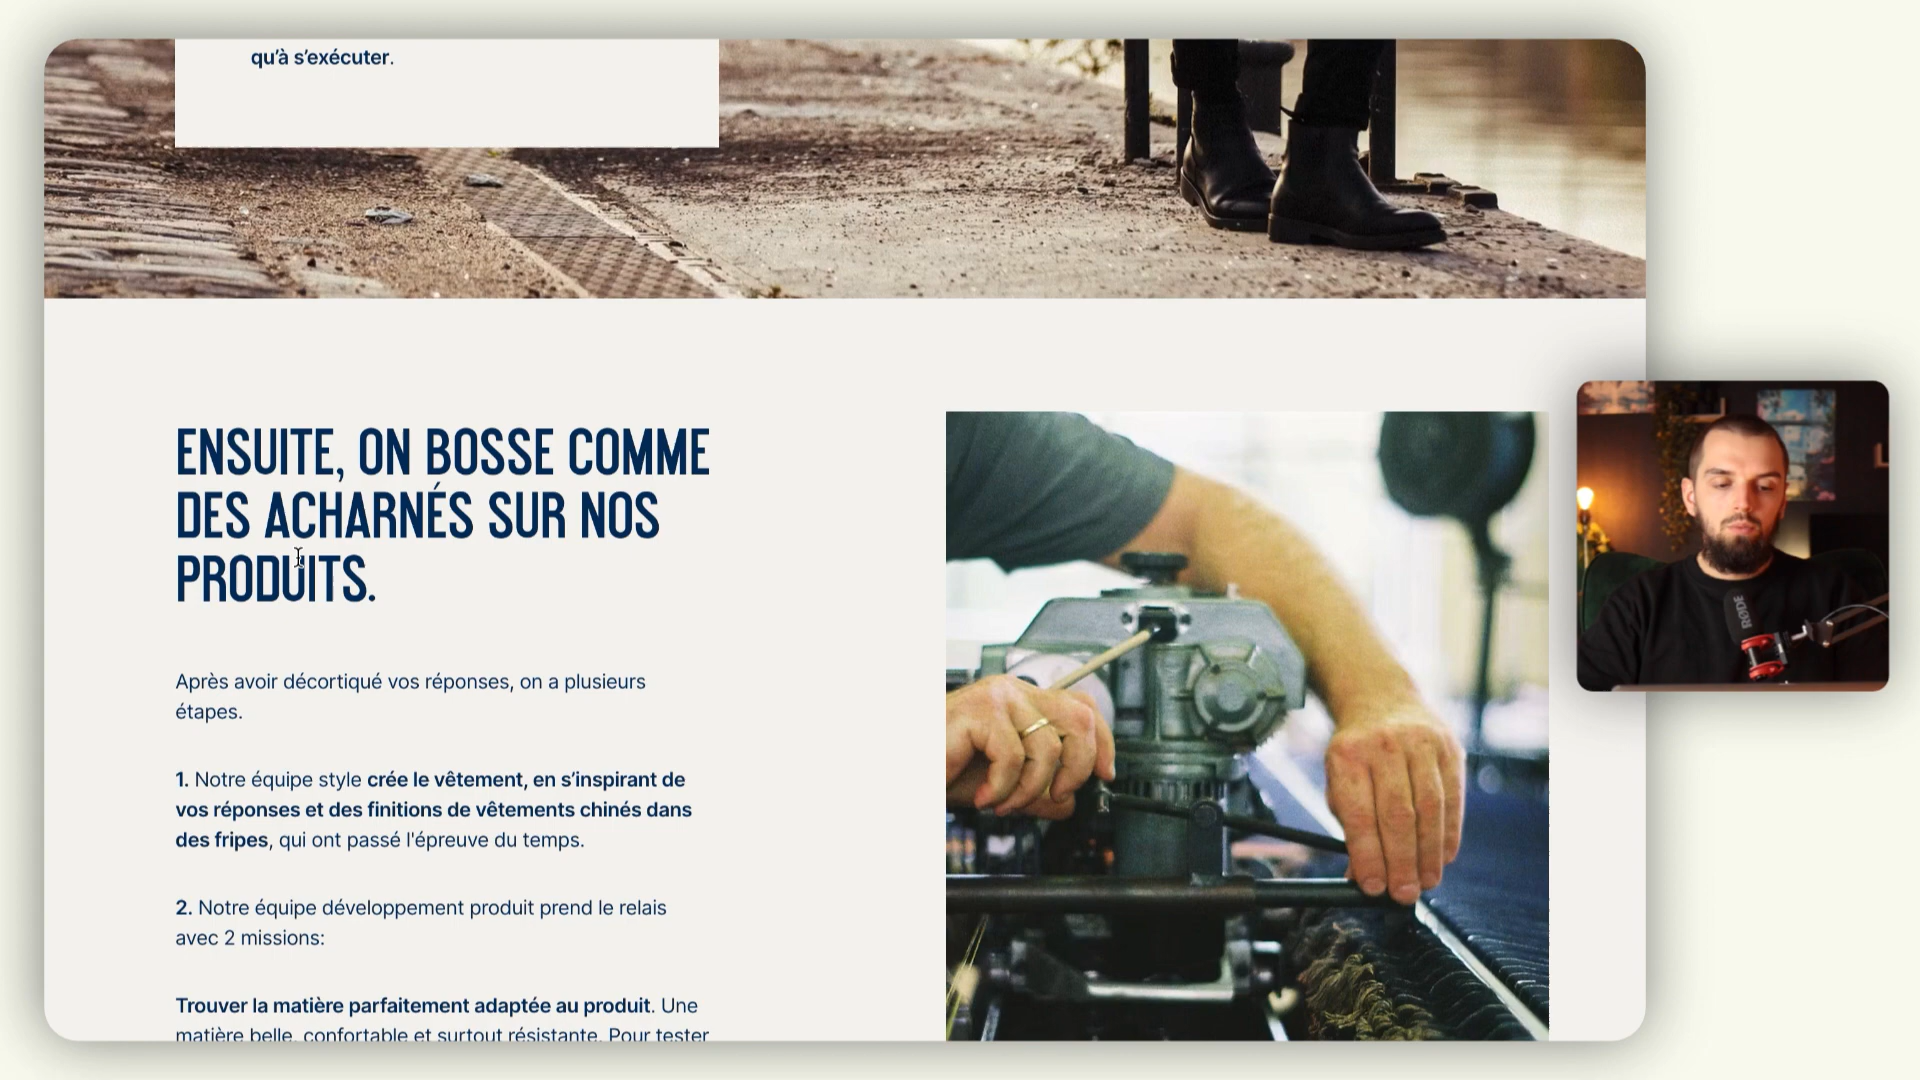 qu’à s’exécuter.
ENSUITE, ON BOSSE COMME
DES ACHARNÉS SUR NOS
PRODUITS.
Après avoir décortiqué vos réponses, on a plusieurs
étapes.
1. Notre équipe style crée le vêtement, en s’inspirant de
vos réponses et des finitions de vêtements chinés dans
des fripes, qui ont passé l'épreuve du temps.
2. Notre équipe développement produit prend le relais
avec 2 missions:
Trouver la matière parfaitement adaptée au produit. Une
matière belle, confortable et surtout résistante. Pour tester
RØDE